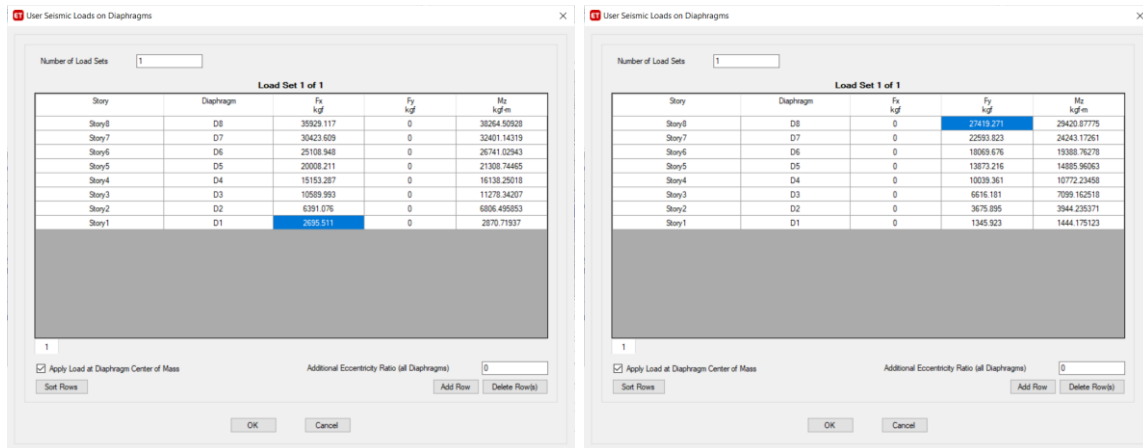 ET User Seismic Loads on Diaphragms
Number of Load Sets 1
Load Set 1 of 1
Story Diaphragm Fx kgf Fy kgf Mz kgf-m
Story8 D8 35929.117 0 38264.50928
Story7 D7 30423.609 0 32401.14319
Story6 D6 25108.948 0 26741.02943
Story5 D5 20008.211 0 21308.74465
Story4 D4 15153.287 0 16138.25018
Story3 D3 10589.993 0 11278.34207
Story2 D2 6391.076 0 6806.495853
Story1 D1 2695.511 0 2870.71937
1
Apply Load at Diaphragm Center of Mass Additional Eccentricity Ratio (all Diaphragms) 0
Sort Rows Add Row Delete Row(s)
OK Cancel
ET User Seismic Loads on Diaphragms
Number of Load Sets 1
Load Set 1 of 1
Story Diaphragm Fx kgf Fy kgf Mz kgf-m
Story8 D8 0 27419.271 29420.87775
Story7 D7 0 22593.823 24243.17261
Story6 D6 0 18069.676 19388.76278
Story5 D5 0 13873.216 14885.96063
Story4 D4 0 10039.361 10772.23458
Story3 D3 0 6616.181 7099.162518
Story2 D2 0 3675.895 3944.235371
Story1 D1 0 1345.923 1444.175123
1
Apply Load at Diaphragm Center of Mass Additional Eccentricity Ratio (all Diaphragms) 0
Sort Rows Add Row Delete Row(s)
OK Cancel